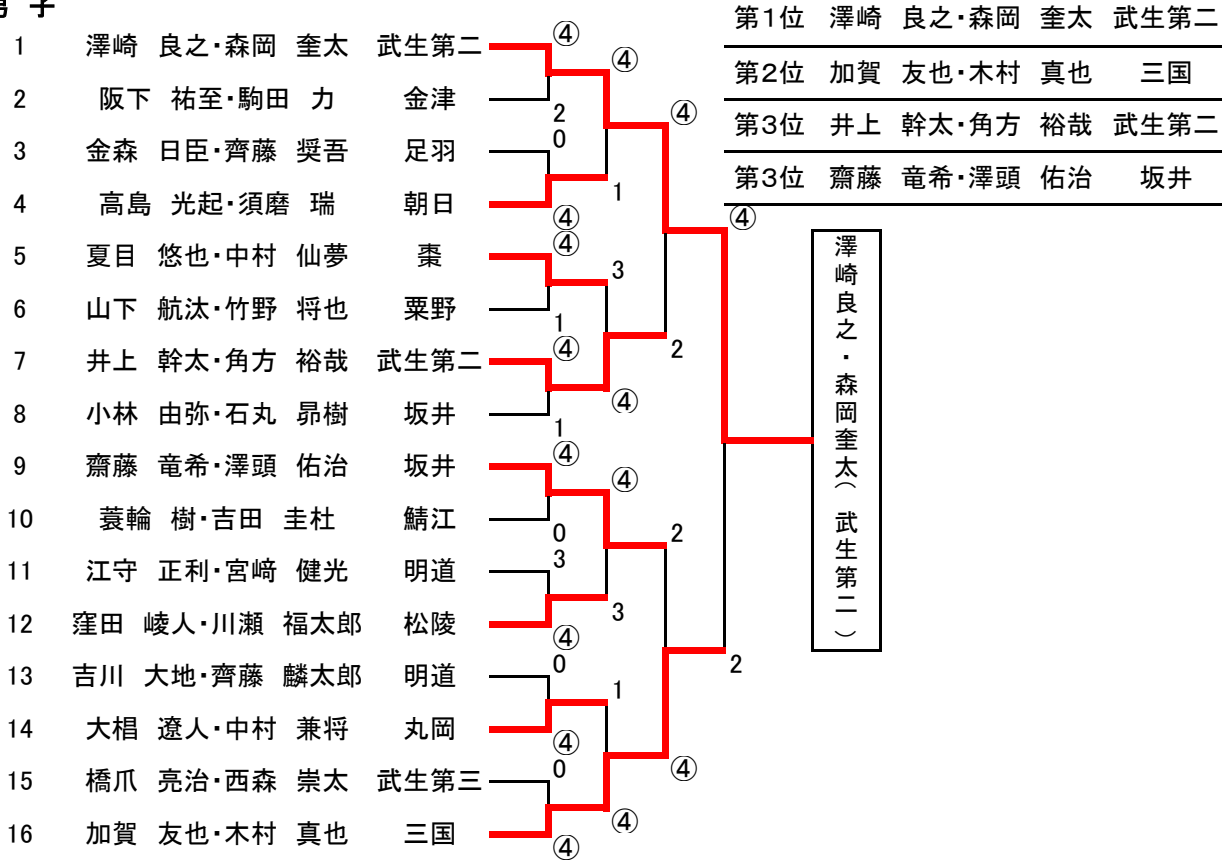 男 子
第1位 澤崎 良之・森岡 奎太 武生第二
第2位 加賀 友也・木村 真也 三国
第3位 井上 幹太・角方 裕哉 武生第二
第3位 齋藤 竜希・澤頭 佑治 坂井
1 澤崎 良之・森岡 奎太 武生第二 ④
④
2 阪下 祐至・駒田 力 金津 2
④
3 金森 日臣・齊藤 奨吾 足羽 0
1
4 高島 光起・須磨 瑞 朝日 ④
④
5 夏目 悠也・中村 仙夢 棗 ④
3
6 山下 航汰・竹野 将也 粟野 1
2
7 井上 幹太・角方 裕哉 武生第二 ④
④
8 小林 由弥・石丸 昴樹 坂井 1
9 齋藤 竜希・澤頭 佑治 坂井 ④
④
10 蓑輪 樹・吉田 圭杜 鯖江 0
2
11 江守 正利・宮﨑 健光 明道 3
3
12 窪田 崚人・川瀬 福太郎 松陵 ④
2
13 吉川 大地・齊藤 麟太郎 明道 0
1
14 大椙 遼人・中村 兼将 丸岡 ④
④
15 橋爪 亮治・西森 崇太 武生第三 0
④
16 加賀 友也・木村 真也 三国 ④
澤崎良之・森岡奎太(武生第二)